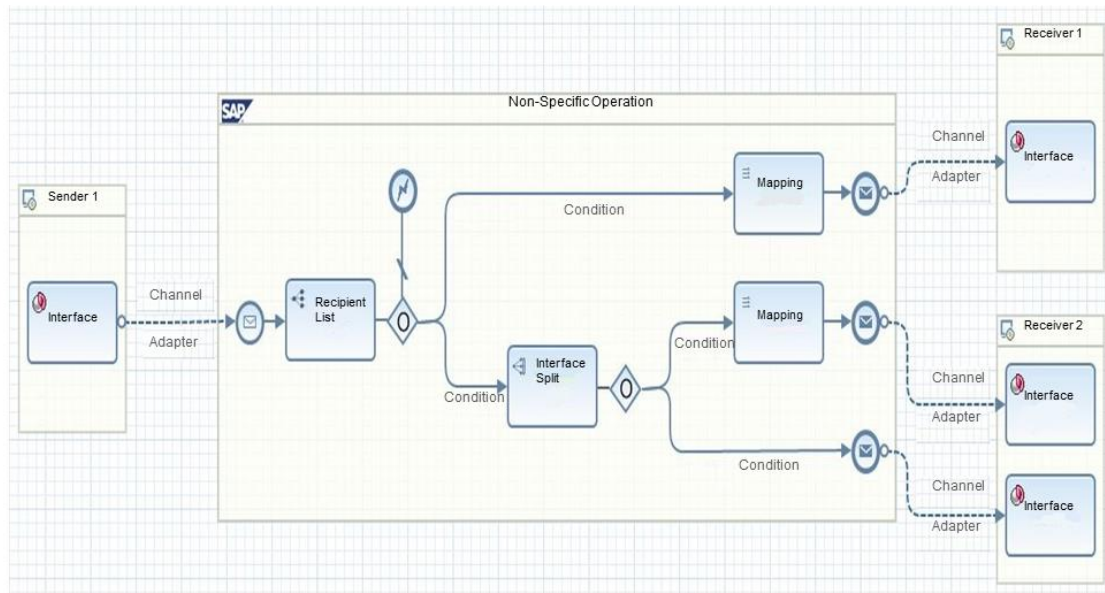 Receiver 1
SAP
Non-Specific Operation
Channel
Mapping
Interface
Adapter
Condition
Sender 1
Recipient
List
Mapping
Channel
Interface
Receiver 2
Adapter
Condition
Interface
Split
Channel
Condition
Interface
Adapter
Condition
Channel
Interface
Adapter